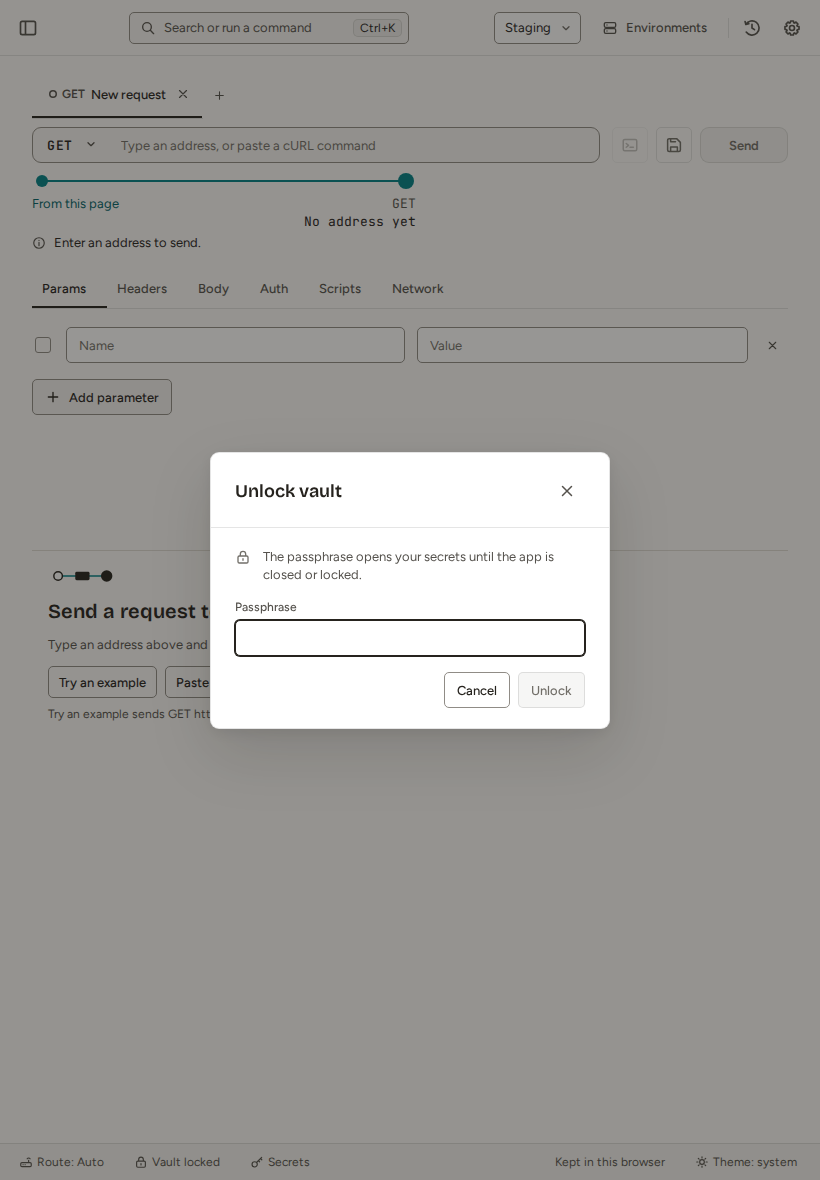 Search or run a command Ctrl+K Staging Environments
GET New request
GET Type an address, or paste a cURL command Send
From this page GET
No address yet
Enter an address to send.
Params Headers Body Auth Scripts Network
Name Value
Add parameter
Unlock vault
The passphrase opens your secrets until the app is
closed or locked.
Passphrase
Cancel Unlock
Send a request t
Type an address above and
Try an example Paste
Try an example sends GET htt
Route: Auto Vault locked Secrets Kept in this browser Theme: system